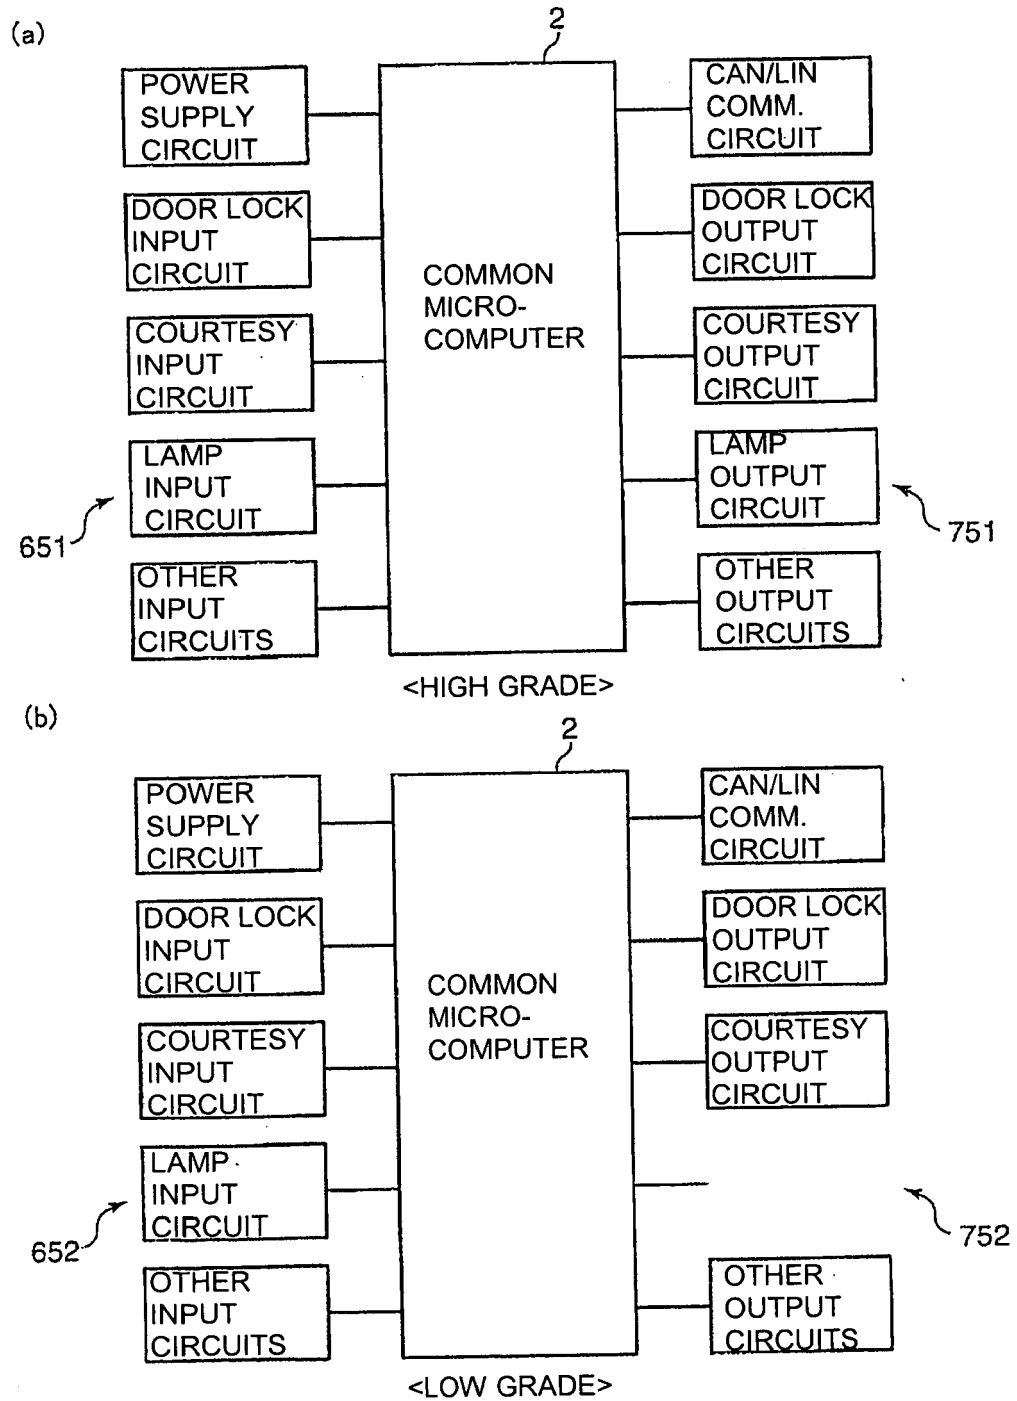 (a)
2
POWER
SUPPLY
CIRCUIT
DOOR LOCK
INPUT
CIRCUIT
COURTESY
INPUT
CIRCUIT
LAMP
INPUT
CIRCUIT
OTHER
INPUT
CIRCUITS
651
COMMON
MICRO-
COMPUTER
CAN/LIN
COMM.
CIRCUIT
DOOR LOCK
OUTPUT
CIRCUIT
COURTESY
OUTPUT
CIRCUIT
LAMP
OUTPUT
CIRCUIT
OTHER
OUTPUT
CIRCUITS
751
<HIGH GRADE>
(b)
2
POWER
SUPPLY
CIRCUIT
DOOR LOCK
INPUT
CIRCUIT
COURTESY
INPUT
CIRCUIT
LAMP
INPUT
CIRCUIT
OTHER
INPUT
CIRCUITS
652
COMMON
MICRO-
COMPUTER
CAN/LIN
COMM.
CIRCUIT
DOOR LOCK
OUTPUT
CIRCUIT
COURTESY
OUTPUT
CIRCUIT
OTHER
OUTPUT
CIRCUITS
752
<LOW GRADE>